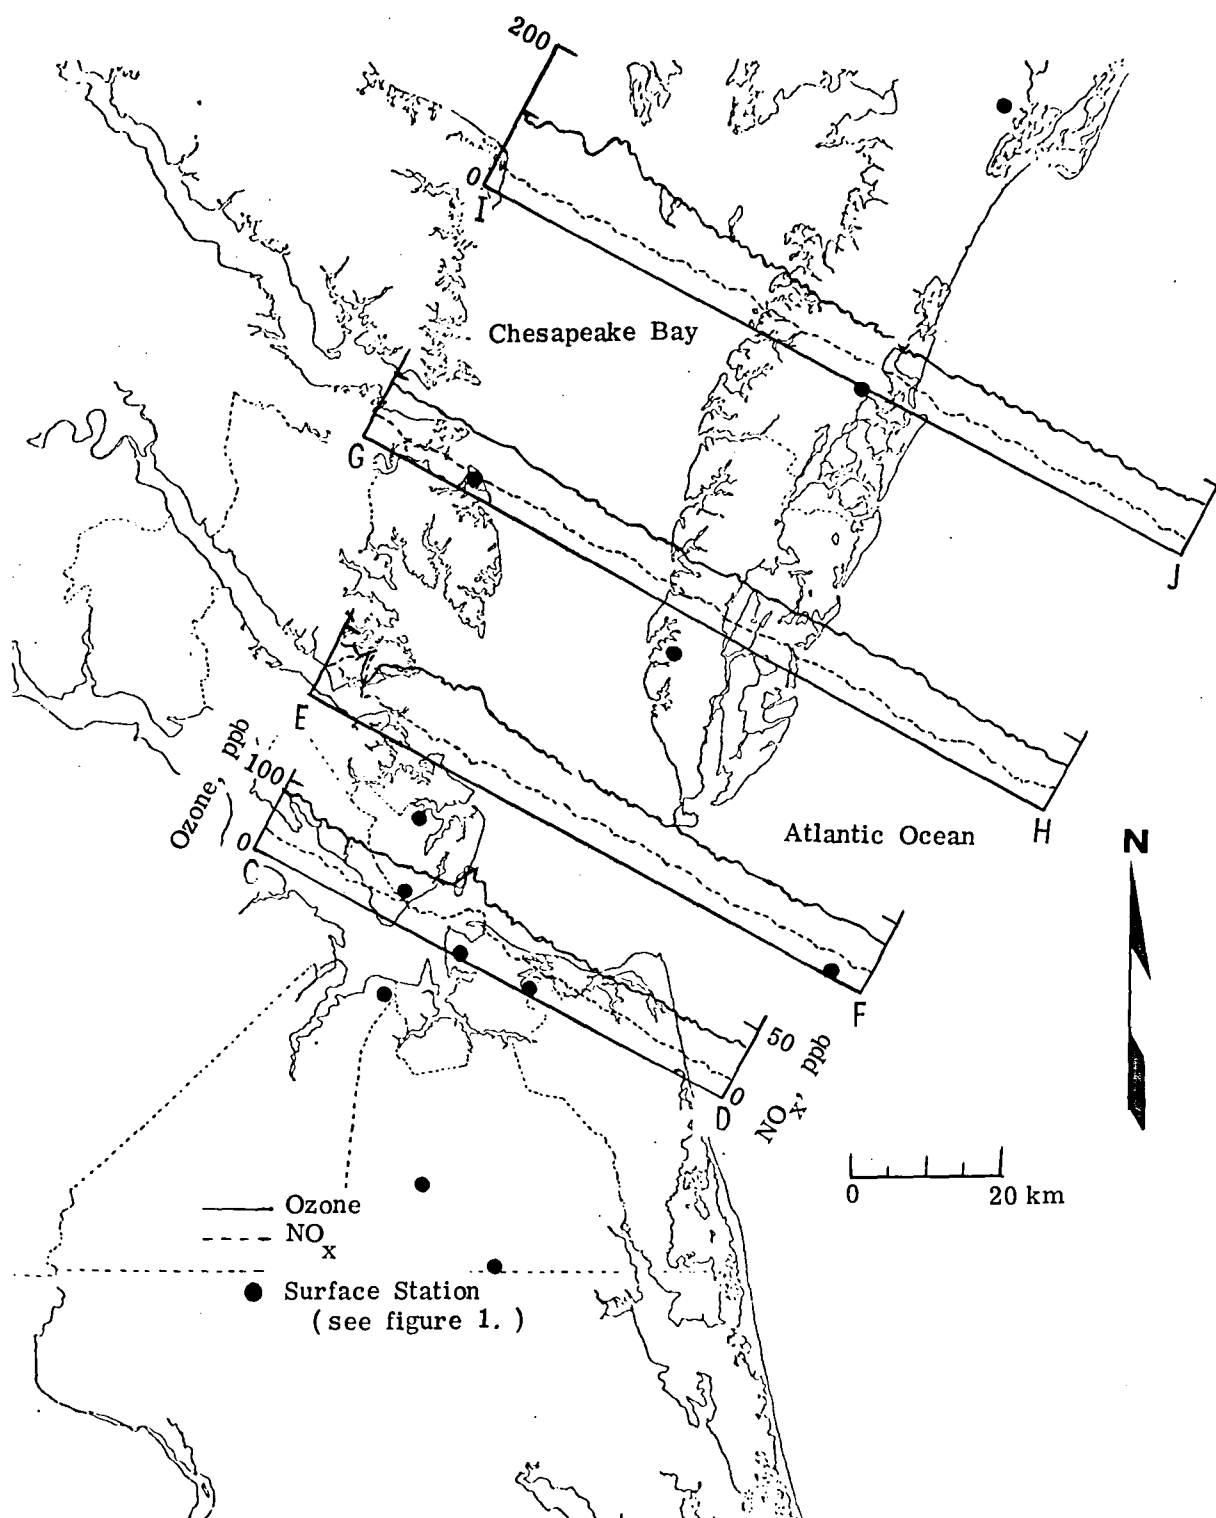 200
0
I
Chesapeake Bay
G
J
E
Ozone, ppb
100
0
C
Atlantic Ocean
H
N
F
50
0
NOx, ppb
D
0 20 km
Ozone
NOx
Surface Station
(see figure 1.)